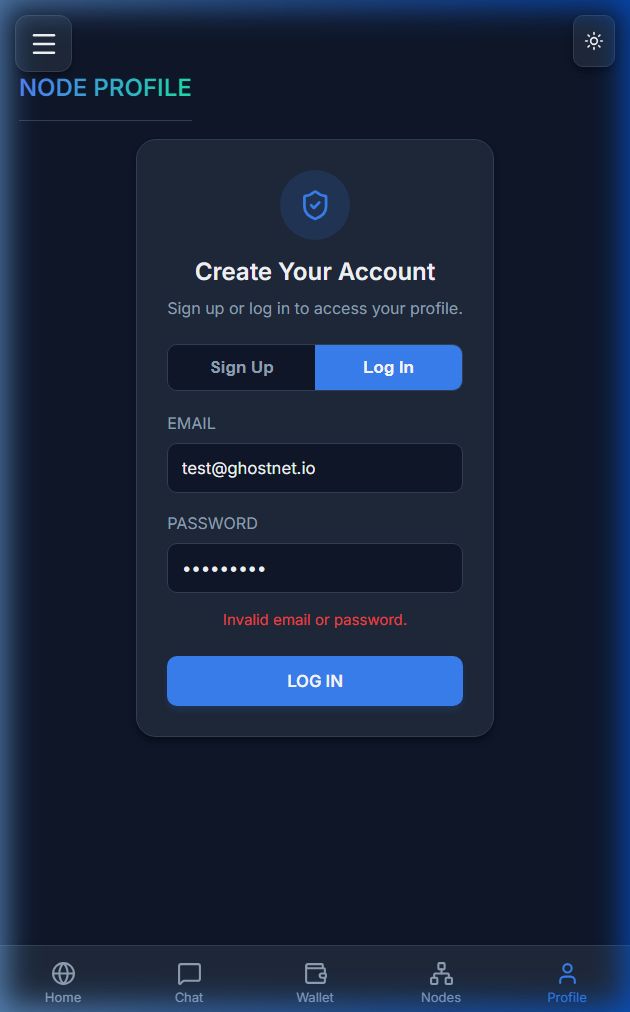 NODE PROFILE
Create Your Account
Sign up or log in to access your profile.
Sign Up Log In
EMAIL
test@ghostnet.io
PASSWORD
•••••••••
Invalid email or password.
LOG IN
Home Chat Wallet Nodes Profile